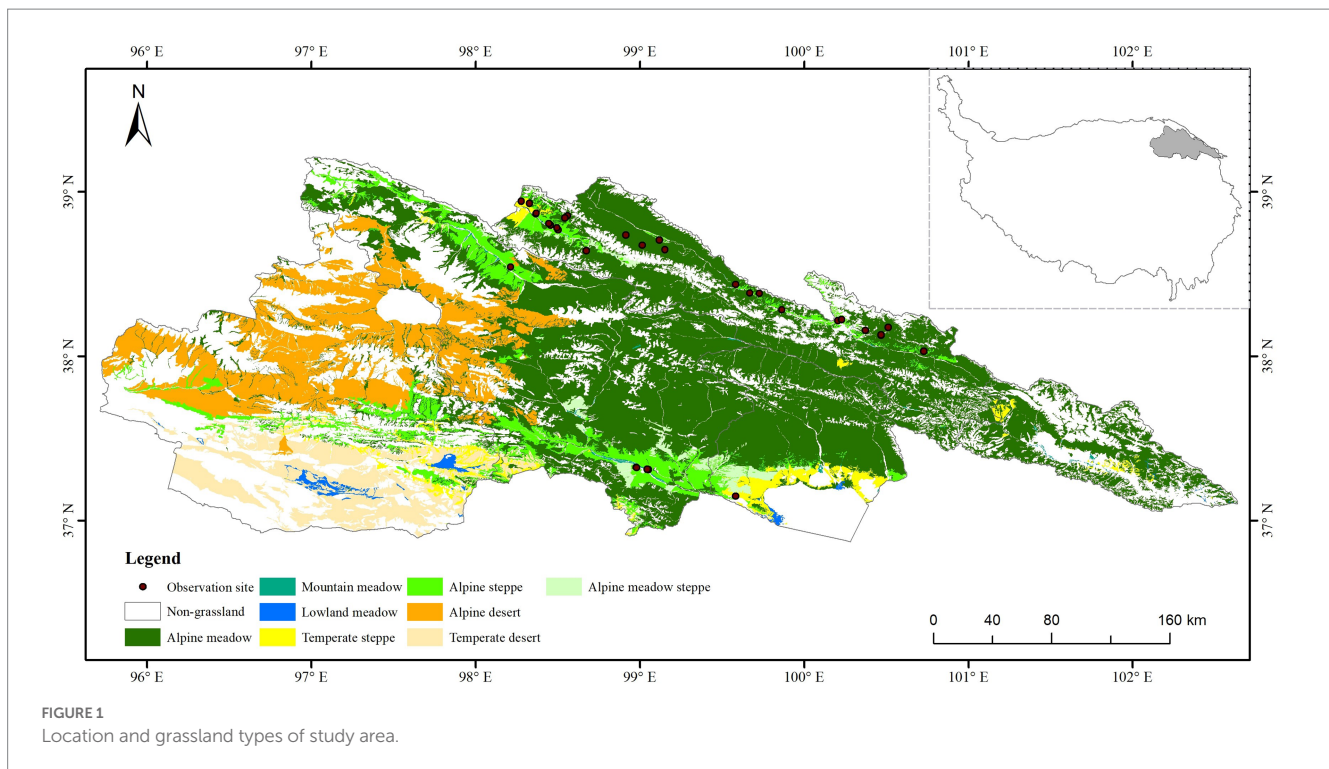 96° E 97° E 98° E 99° E 100° E 101° E 102° E
N
39° N 39° N
38° N 38° N
37° N 37° N
Legend
Observation site Mountain meadow Alpine steppe Alpine meadow steppe
Non-grassland Lowland meadow Alpine desert
Alpine meadow Temperate steppe Temperate desert
0 40 80 160 km
96° E 97° E 98° E 99° E 100° E 101° E 102° E
FIGURE 1
Location and grassland types of study area.